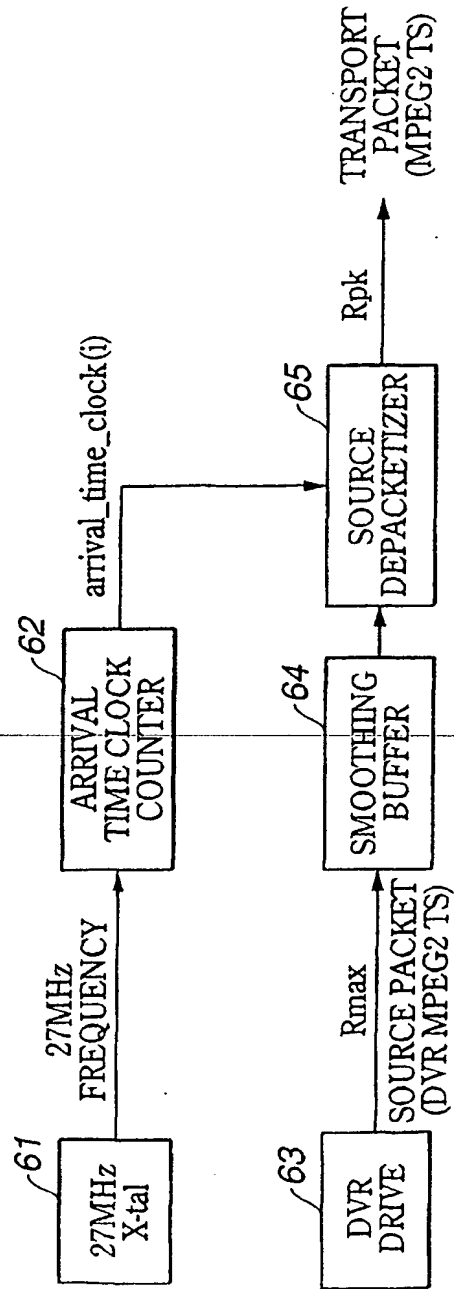 61
27MHz
X-tal
27MHz
FREQUENCY
62
ARRIVAL
TIME CLOCK
COUNTER
arrival_time_clock(i)
63
DVR
DRIVE
Rmax
SOURCE PACKET
(DVR MPEG2 TS)
64
SMOOTHING
BUFFER
65
SOURCE
DEPACKETIZER
Rpk
TRANSPORT
PACKET
(MPEG2 TS)